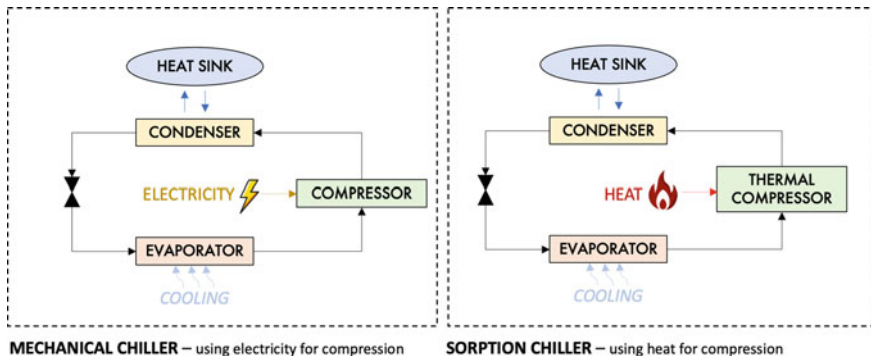 HEAT SINK
CONDENSER
ELECTRICITY
COMPRESSOR
EVAPORATOR
COOLING
MECHANICAL CHILLER – using electricity for compression
HEAT SINK
CONDENSER
HEAT
THERMAL
COMPRESSOR
EVAPORATOR
COOLING
SORPTION CHILLER – using heat for compression